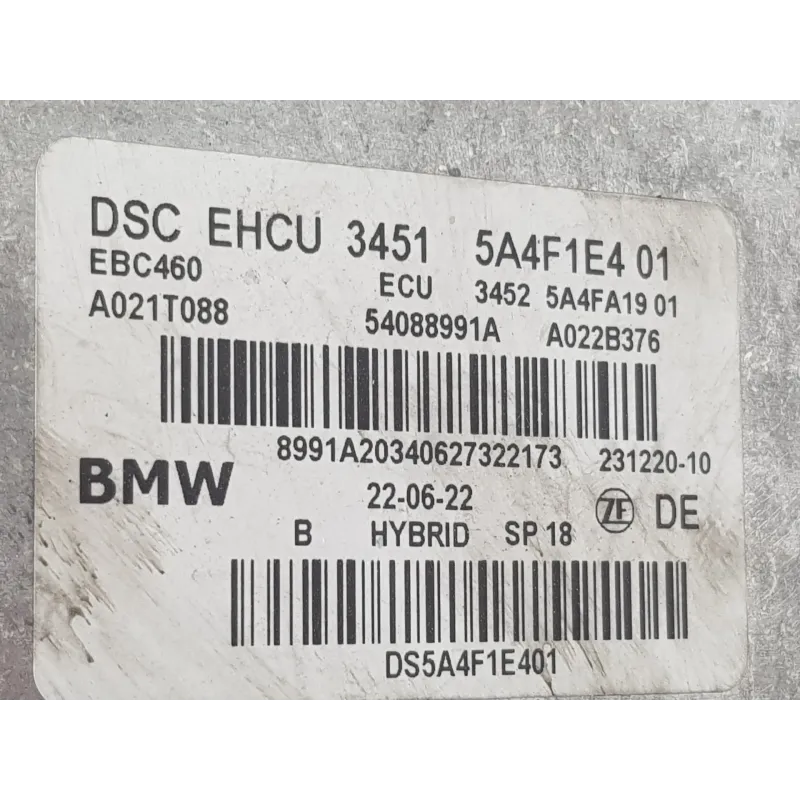 DSC EHCU 3451 5A4F1E4 01
EBC460 ECU 3452 5A4FA19 01
A021T088 54088991A A022B376
8991A20340627322173 231220-10
BMW 22-06-22 ZF DE
B HYBRID SP 18
DS5A4F1E401